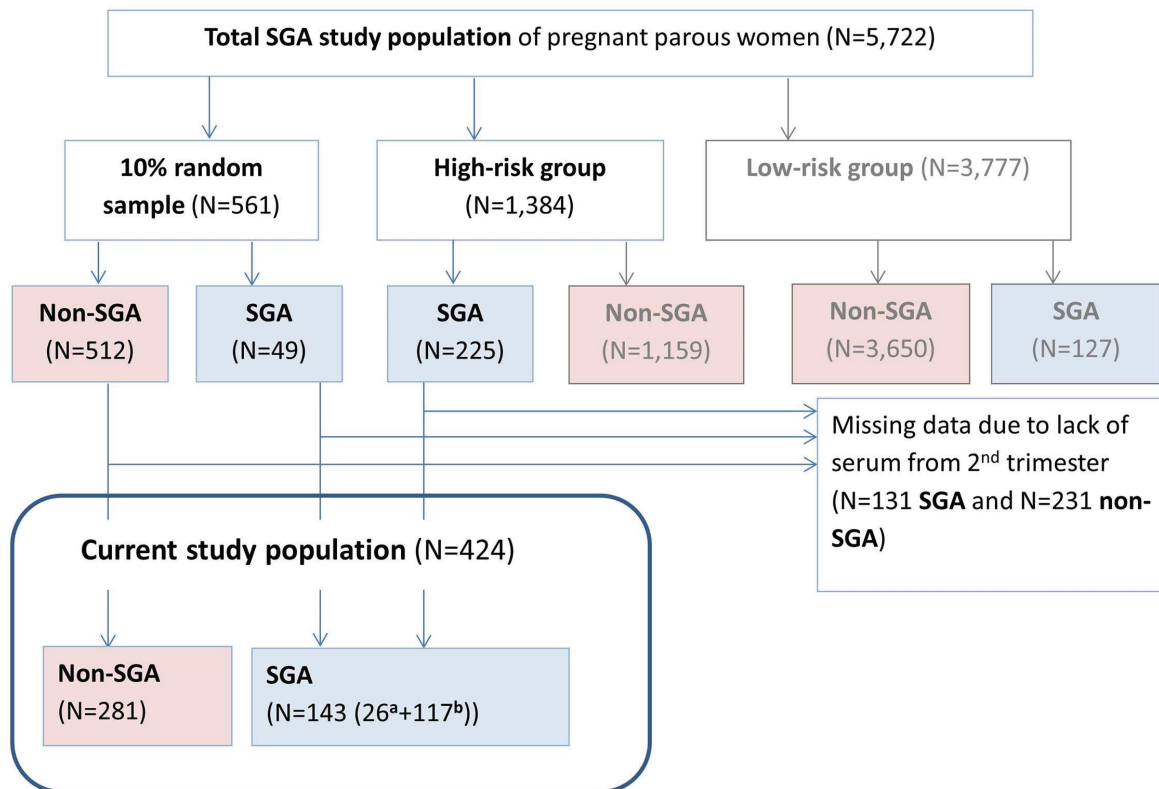 Total SGA study population of pregnant parous women (N=5,722)
10% random
sample (N=561)
High-risk group
(N=1,384)
Low-risk group (N=3,777)
Non-SGA
(N=512)
SGA
(N=49)
SGA
(N=225)
Non-SGA
(N=1,159)
Non-SGA
(N=3,650)
SGA
(N=127)
Missing data due to lack of
serum from 2nd trimester
(N=131 SGA and N=231 non-
SGA)
Current study population (N=424)
Non-SGA
(N=281)
SGA
(N=143 (26a+117b))